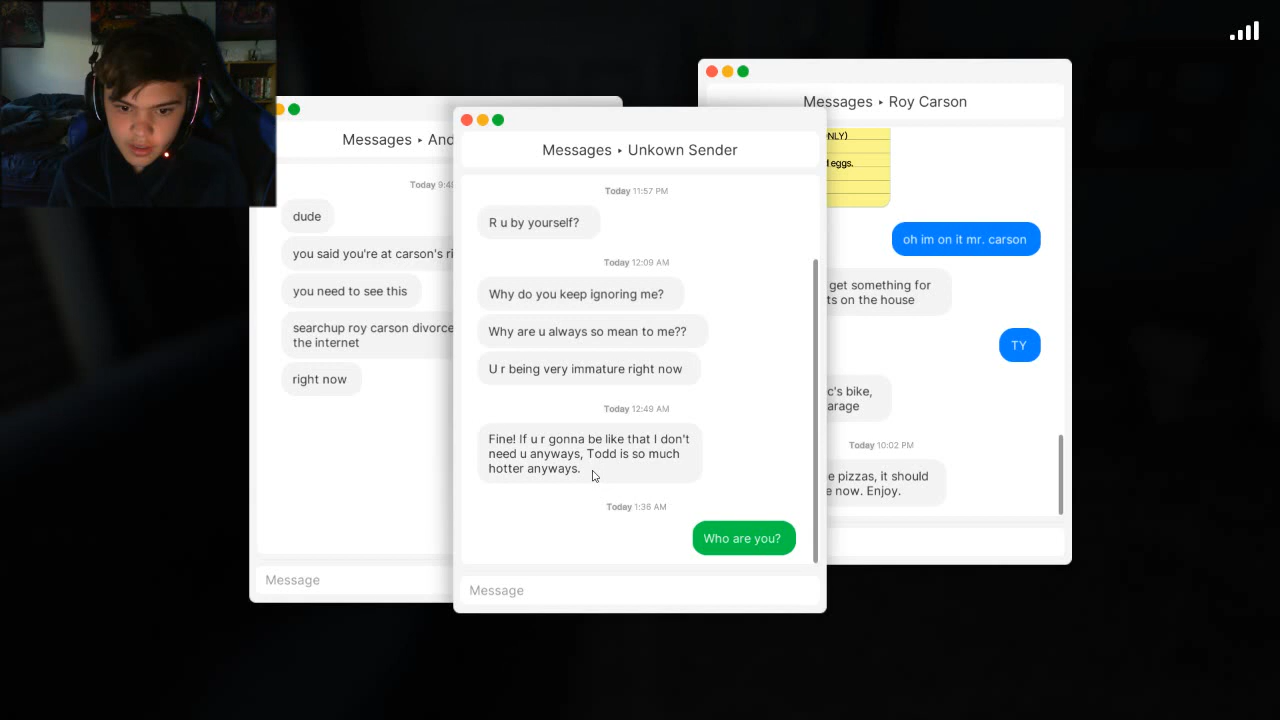 Messages ▸ And
Today 9:4
dude
you said you're at carson's ri
you need to see this
searchup roy carson divorce
the internet
right now
Message
Messages ▸ Unkown Sender
Today 11:57 PM
R u by yourself?
Today 12:09 AM
Why do you keep ignoring me?
Why are u always so mean to me??
U r being very immature right now
Today 12:49 AM
Fine! If u r gonna be like that I don't
need u anyways, Todd is so much
hotter anyways.
Today 1:36 AM
Who are you?
Message
Messages ▸ Roy Carson
NLY)
eggs.
oh im on it mr. carson
get something for
ts on the house
TY
c's bike,
arage
Today 10:02 PM
e pizzas, it should
e now. Enjoy.